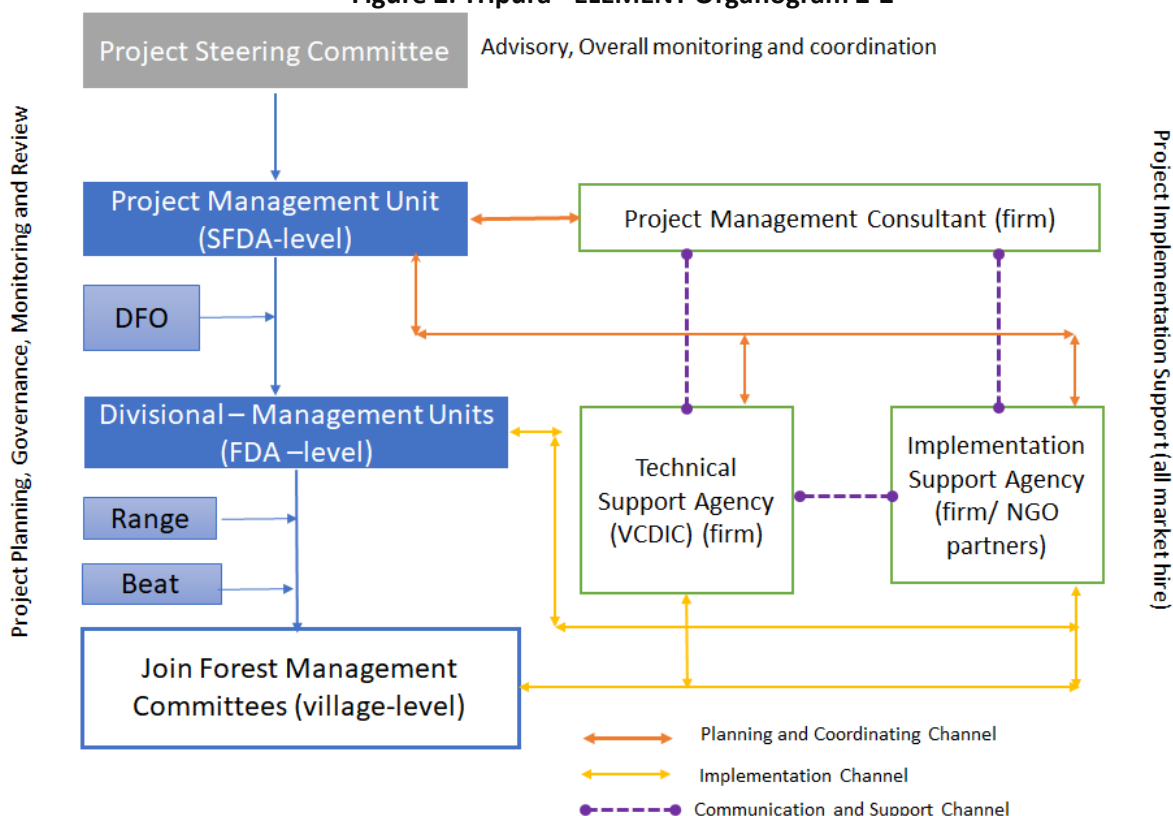 Project Steering Committee
Advisory, Overall monitoring and coordination
Project Planning, Governance, Monitoring and Review
Project Management Unit
(SFDA-level)
Project Management Consultant (firm)
DFO
Divisional – Management Units
(FDA –level)
Technical
Support Agency
(VCDIC) (firm)
Implementation
Support Agency
(firm/ NGO
partners)
Range
Beat
Join Forest Management
Committees (village-level)
Project Implementation Support (all market hire)
Planning and Coordinating Channel
Implementation Channel
Communication and Support Channel